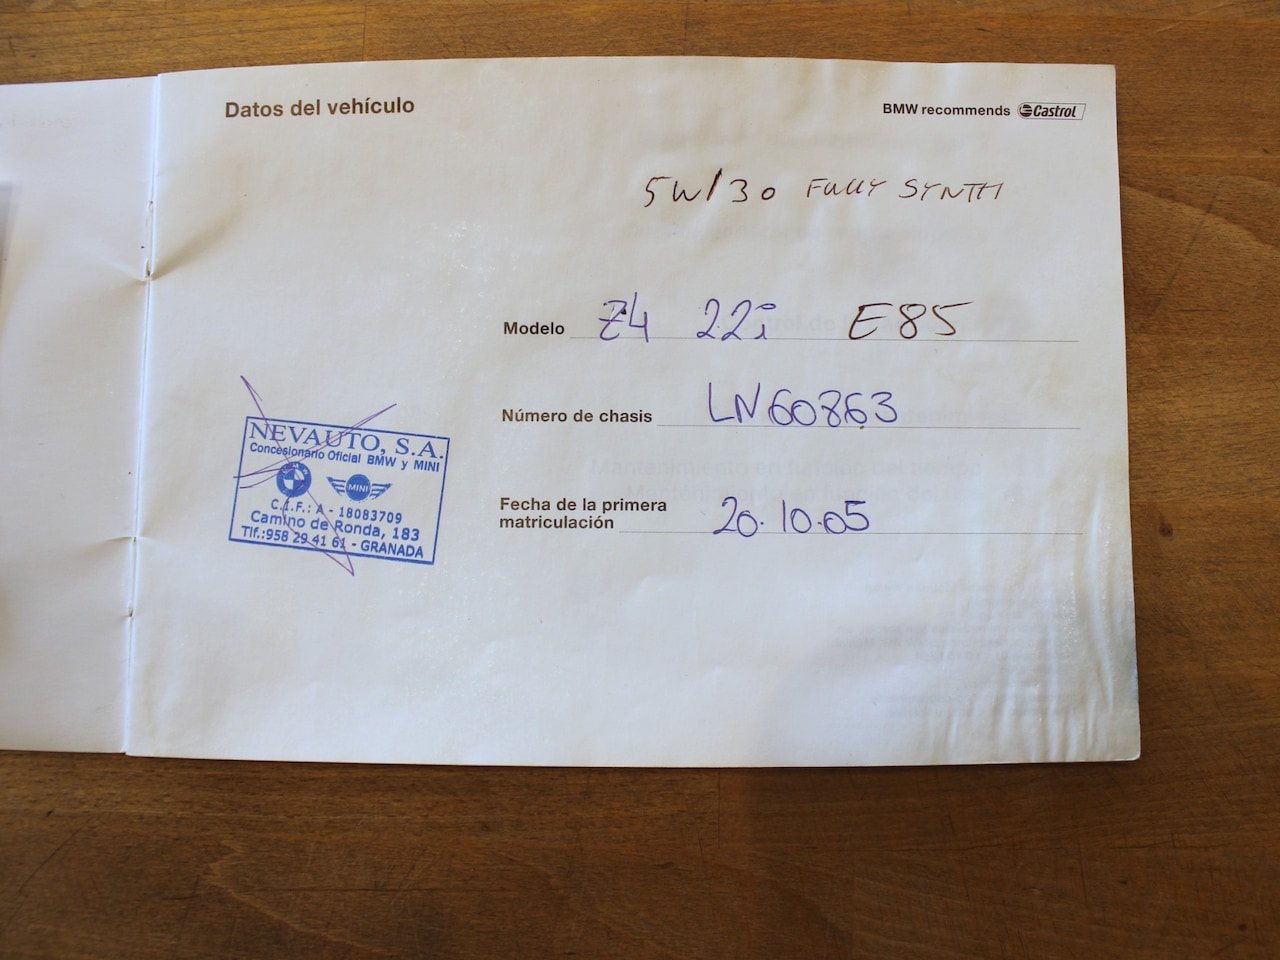 Datos del vehículo
BMW recommends Castrol
5W/30 FULLY SYNTH
Modelo Z4 22i E85
Número de chasis LN60863
Fecha de la primera
matriculación 20.10.05
NEVAUTO, S.A.
Concesionario Oficial BMW y MINI
MINI
C.I.F.: A - 18083709
Camino de Ronda, 183
Tlf.:958 29 41 61 - GRANADA